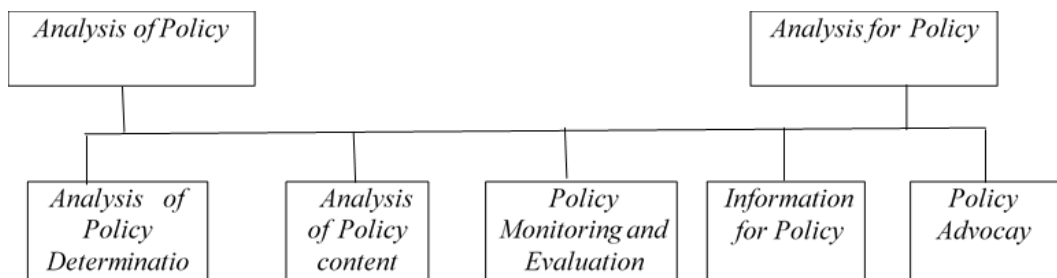 Analysis of Policy
Analysis for Policy
Analysis of
Policy
Determinatio
Analysis
of Policy
content
Policy
Monitoring and
Evaluation
Information
for Policy
Policy
Advocay